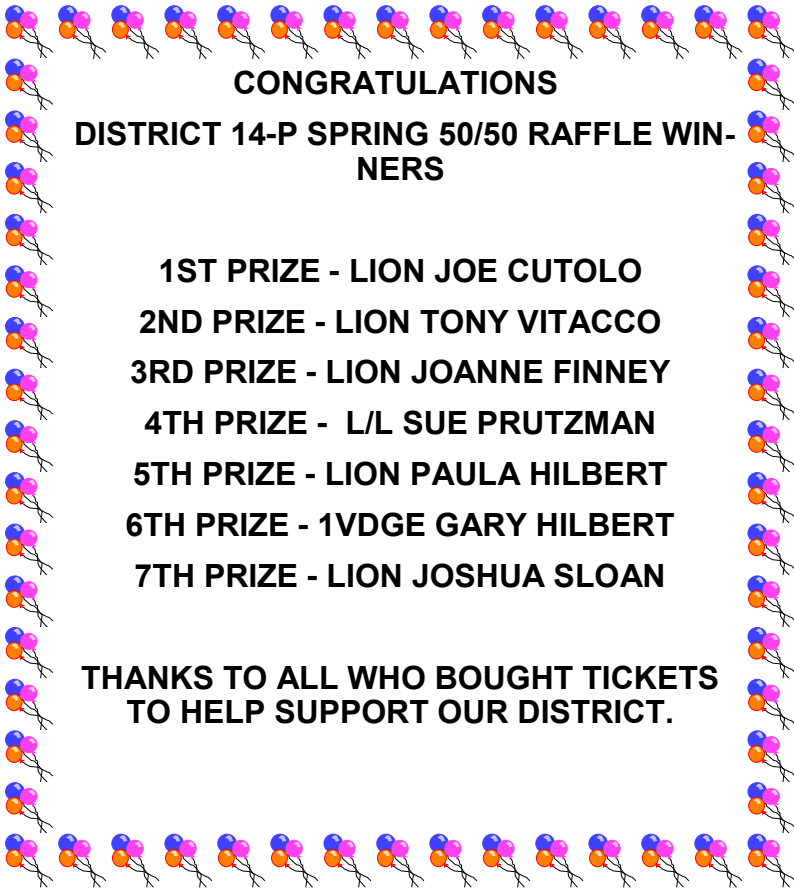 CONGRATULATIONS
DISTRICT 14-P SPRING 50/50 RAFFLE WIN-
NERS
1ST PRIZE - LION JOE CUTOLO
2ND PRIZE - LION TONY VITACCO
3RD PRIZE - LION JOANNE FINNEY
4TH PRIZE -  L/L SUE PRUTZMAN
5TH PRIZE - LION PAULA HILBERT
6TH PRIZE - 1VDGE GARY HILBERT
7TH PRIZE - LION JOSHUA SLOAN
THANKS TO ALL WHO BOUGHT TICKETS
TO HELP SUPPORT OUR DISTRICT.